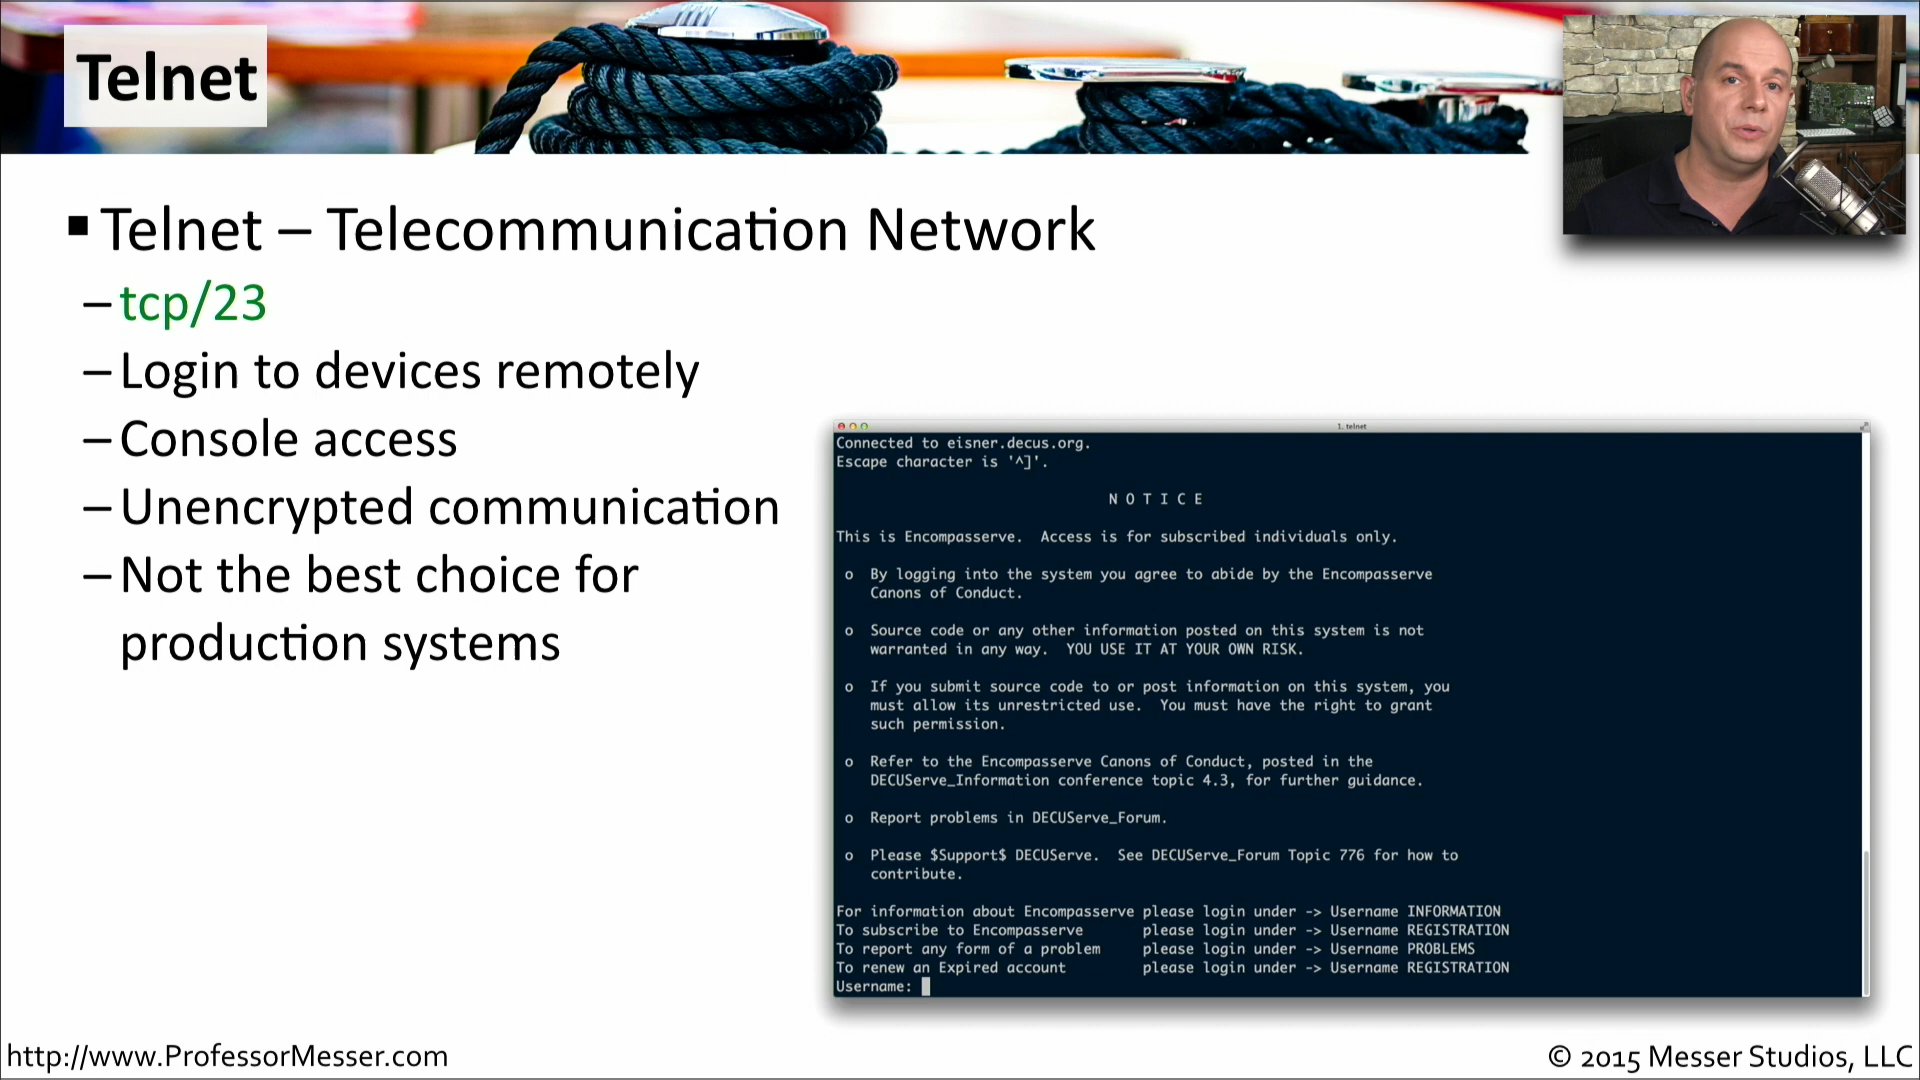 Telnet
▪ Telnet – Telecommunication Network
– tcp/23
– Login to devices remotely
– Console access
– Unencrypted communication
– Not the best choice for
production systems
1. telnet
Connected to eisner.decus.org.
Escape character is '^]'.
N O T I C E
This is Encompasserve.  Access is for subscribed individuals only.
o  By logging into the system you agree to abide by the Encompasserve
Canons of Conduct.
o  Source code or any other information posted on this system is not
warranted in any way.  YOU USE IT AT YOUR OWN RISK.
o  If you submit source code to or post information on this system, you
must allow its unrestricted use.  You must have the right to grant
such permission.
o  Refer to the Encompasserve Canons of Conduct, posted in the
DECUServe_Information conference topic 4.3, for further guidance.
o  Report problems in DECUServe_Forum.
o  Please $Support$ DECUServe.  See DECUServe_Forum Topic 776 for how to
contribute.
For information about Encompasserve please login under -> Username INFORMATION
To subscribe to Encompasserve       please login under -> Username REGISTRATION
To report any form of a problem     please login under -> Username PROBLEMS
To renew an Expired account         please login under -> Username REGISTRATION
Username:
http://www.ProfessorMesser.com
© 2015 Messer Studios, LLC